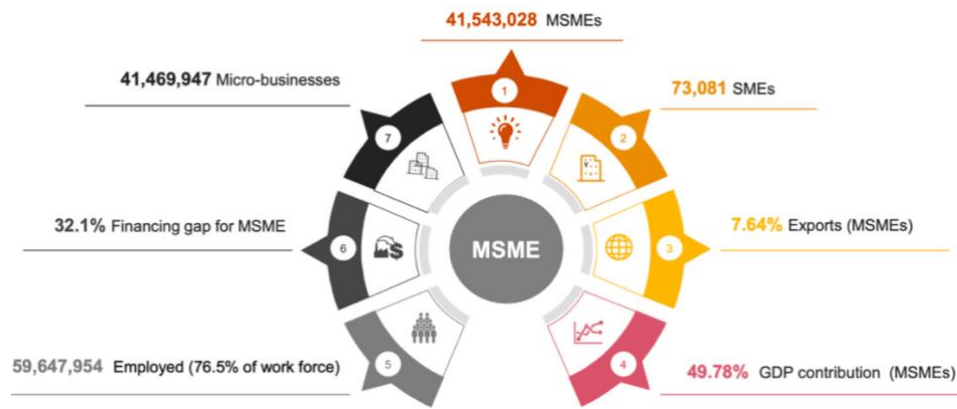 41,543,028 MSMEs
1
73,081 SMEs
2
7.64% Exports (MSMEs)
3
49.78% GDP contribution (MSMEs)
4
59,647,954 Employed (76.5% of work force)
5
32.1% Financing gap for MSME
6
41,469,947 Micro-businesses
7
MSME